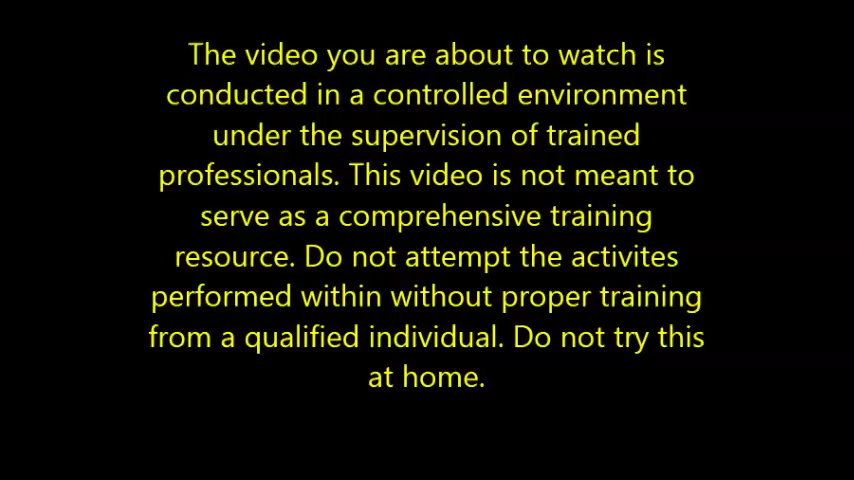 The video you are about to watch is
conducted in a controlled environment
under the supervision of trained
professionals. This video is not meant to
serve as a comprehensive training
resource. Do not attempt the activites
performed within without proper training
from a qualified individual. Do not try this
at home.